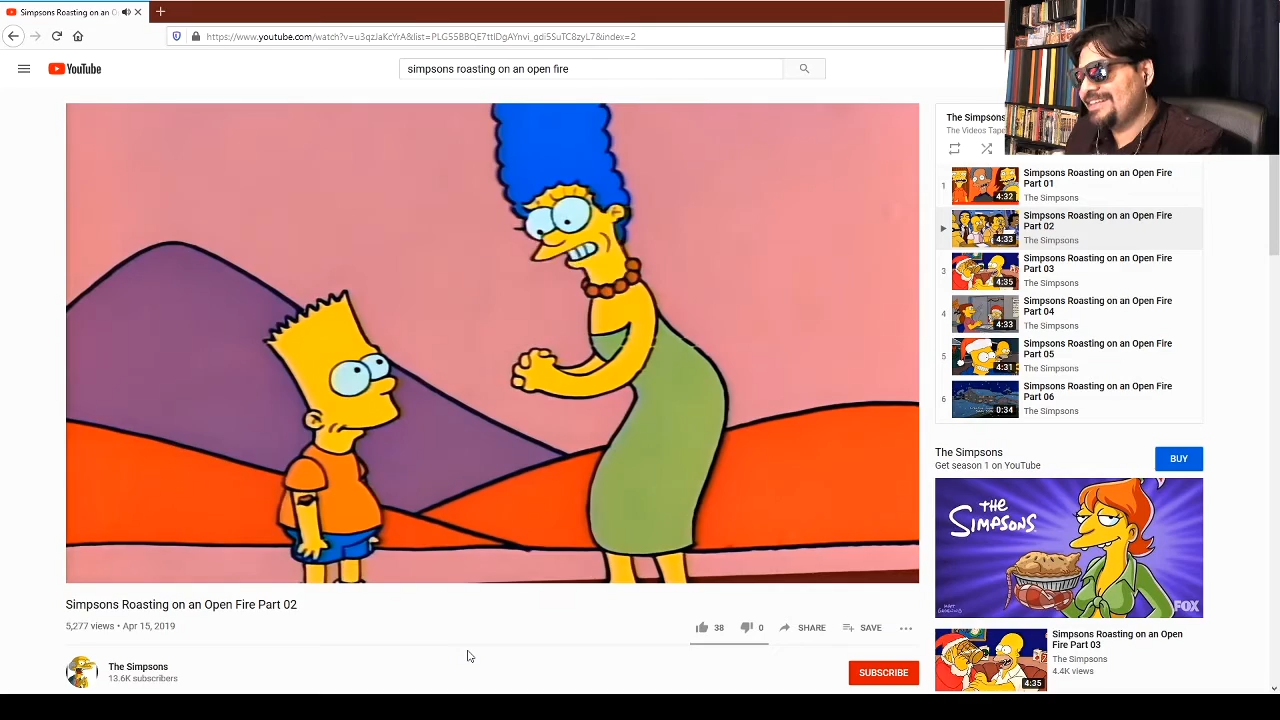 Simpsons Roasting on an O
https://www.youtube.com/watch?v=u3qzJaKcYrA&list=PLG55BBQE7ttIDgAYnvi_gdi5SuTC8zyL7&index=2
YouTube
simpsons roasting on an open fire
The Simpsons
The Videos Tape
1
4:32
Simpsons Roasting on an Open Fire
Part 01
The Simpsons
4:33
Simpsons Roasting on an Open Fire
Part 02
The Simpsons
3
4:35
Simpsons Roasting on an Open Fire
Part 03
The Simpsons
4
4:33
Simpsons Roasting on an Open Fire
Part 04
The Simpsons
5
4:31
Simpsons Roasting on an Open Fire
Part 05
The Simpsons
6
0:34
Simpsons Roasting on an Open Fire
Part 06
The Simpsons
The Simpsons
Get season 1 on YouTube
BUY
THE
SIMPSONS
MATT GROENING
FOX
Simpsons Roasting on an Open Fire Part 02
5,277 views • Apr 15, 2019
38
0
SHARE
SAVE
The Simpsons
13.6K subscribers
SUBSCRIBE
4:35
Simpsons Roasting on an Open
Fire Part 03
The Simpsons
4.4K views